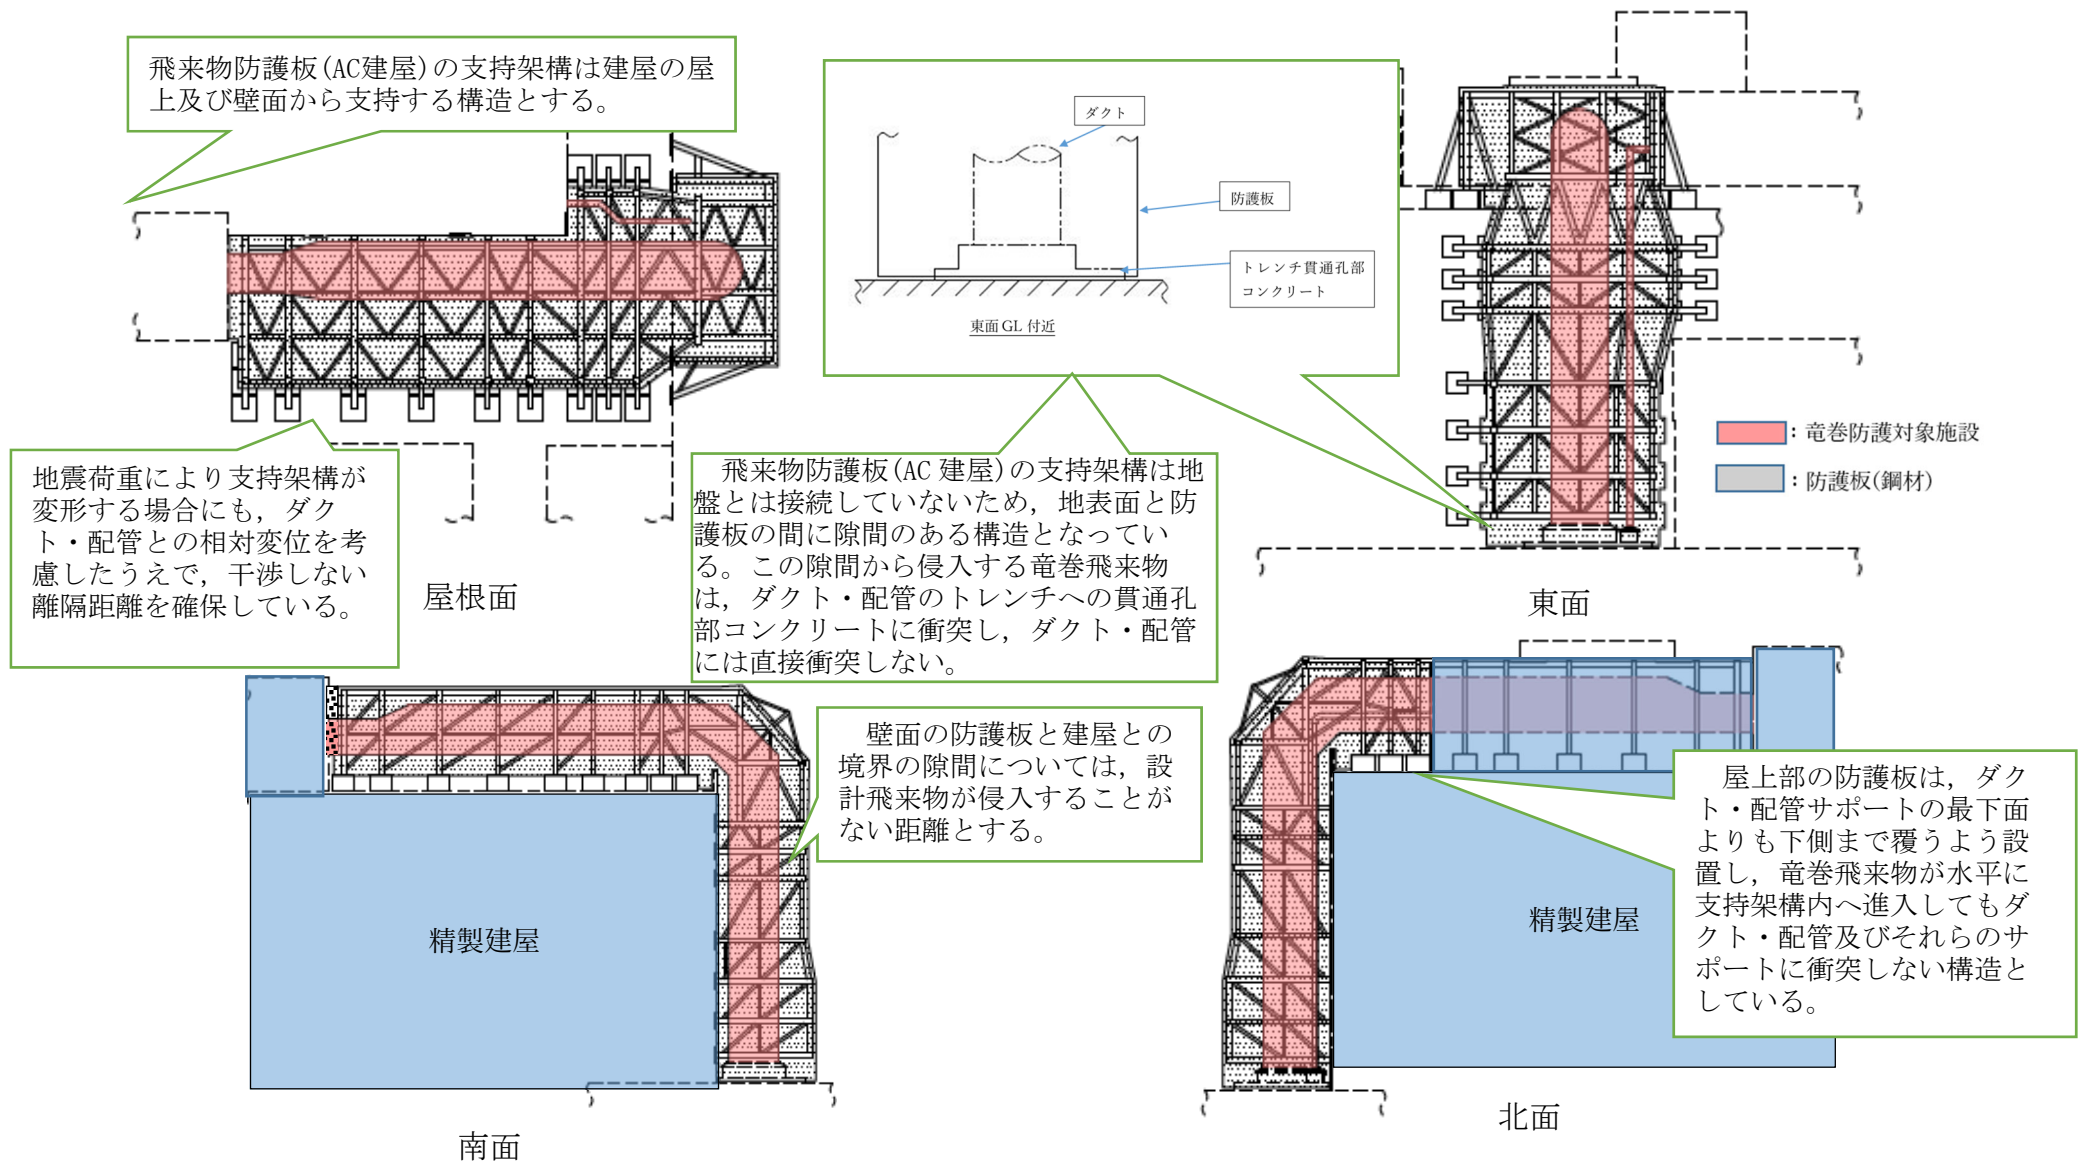 飛来物防護板(AC建屋)の支持架構は建屋の屋
上及び壁面から支持する構造とする。
ダクト
防護板
トレンチ貫通孔部
コンクリート
東面 GL 付近
：竜巻防護対象施設
：防護板(鋼材)
地震荷重により支持架構が
変形する場合にも，ダク
ト・配管との相対変位を考
慮したうえで，干渉しない
離隔距離を確保している。
屋根面
飛来物防護板(AC 建屋)の支持架構は地
盤とは接続していないため，地表面と防
護板の間に隙間のある構造となってい
る。この隙間から侵入する竜巻飛来物
は，ダクト・配管のトレンチへの貫通孔
部コンクリートに衝突し，ダクト・配管
には直接衝突しない。
東面
壁面の防護板と建屋との
境界の隙間については，設
計飛来物が侵入することが
ない距離とする。
屋上部の防護板は，ダク
ト・配管サポートの最下面
よりも下側まで覆うよう設
置し，竜巻飛来物が水平に
支持架構内へ進入してもダ
クト・配管及びそれらのサ
ポートに衝突しない構造と
している。
精製建屋
精製建屋
南面
北面